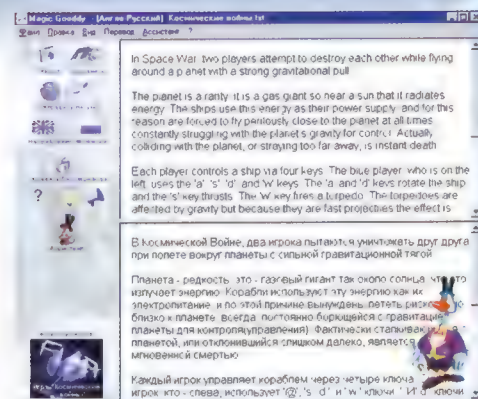 Magic Gooddy - [Англо-Русский] Космические войны.txt
Файл Правка Вид Перевод Ассистент ?
In Space War, two players attempt to destroy each other while flying
around a planet with a strong gravitational pull
The planet is a rarity it is a gas giant so near a sun that it radiates
energy The ships use this energy as their power supply and for this
reason are forced to fly perilously close to the planet at all times
constantly struggling with the planet's gravity for control. Actually
colliding with the planet, or straying too far away, is instant death
Each player controls a ship via four keys. The blue player who is on the
left uses the 'a' 's' 'd' and 'w' keys The 'a' and 'd' keys rotate the ship
and the 's' key thrusts The 'w' key fires a torpedo The torpedoes are
affected by gravity but because they are fast projectiles the effect is
?
В Космической Войне, два игрока пытаются уничтожать друг друга
при полете вокруг планеты с сильной гравитационной тягой
Планета - редкость это - газовый гигант так около солнца что
излучает энергию Корабли используют эту энергию как их
электропитание и по этой причине вынужден лететь
близко к планете всегда постоянно борющейся с гравитацией
планеты для контроля(управления) Фактически сталкивающийся
планетой, или отклонившийся слишком далеко, является
мгновенной смертью
Каждый игрок управляет кораблем через четыре ключа
игрок кто - слева, использует '@' 's' d' и 'w' ключи ' И'd' ключи